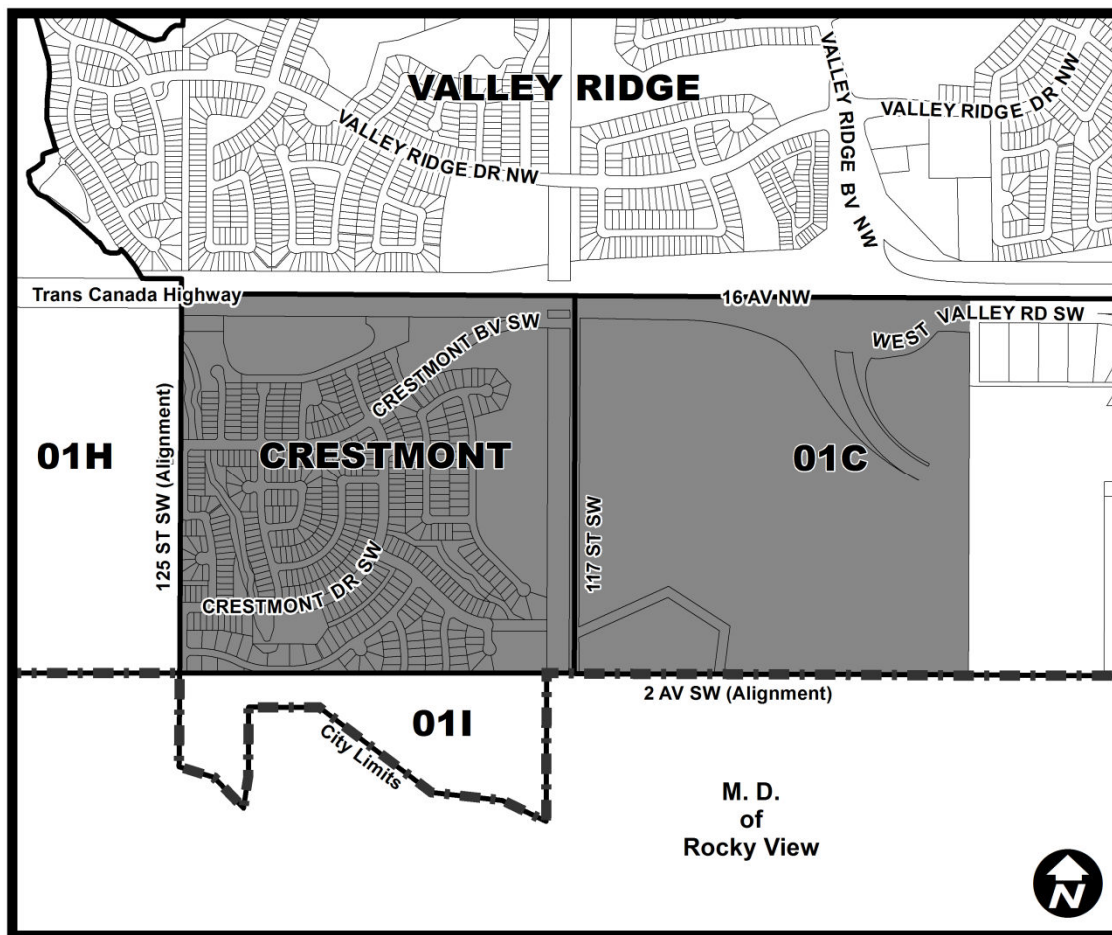 VALLEY RIDGE
VALLEY RIDGE DR NW
VALLEY RIDGE BV NW
VALLEY RIDGE DR NW
Trans Canada Highway
16 AV NW
CRESTMONT BV SW
WEST VALLEY RD SW
01H
125 ST SW (Alignment)
CRESTMONT
01C
117 ST SW
CRESTMONT DR SW
2 AV SW (Alignment)
01I
City Limits
M. D.
of
Rocky View
N